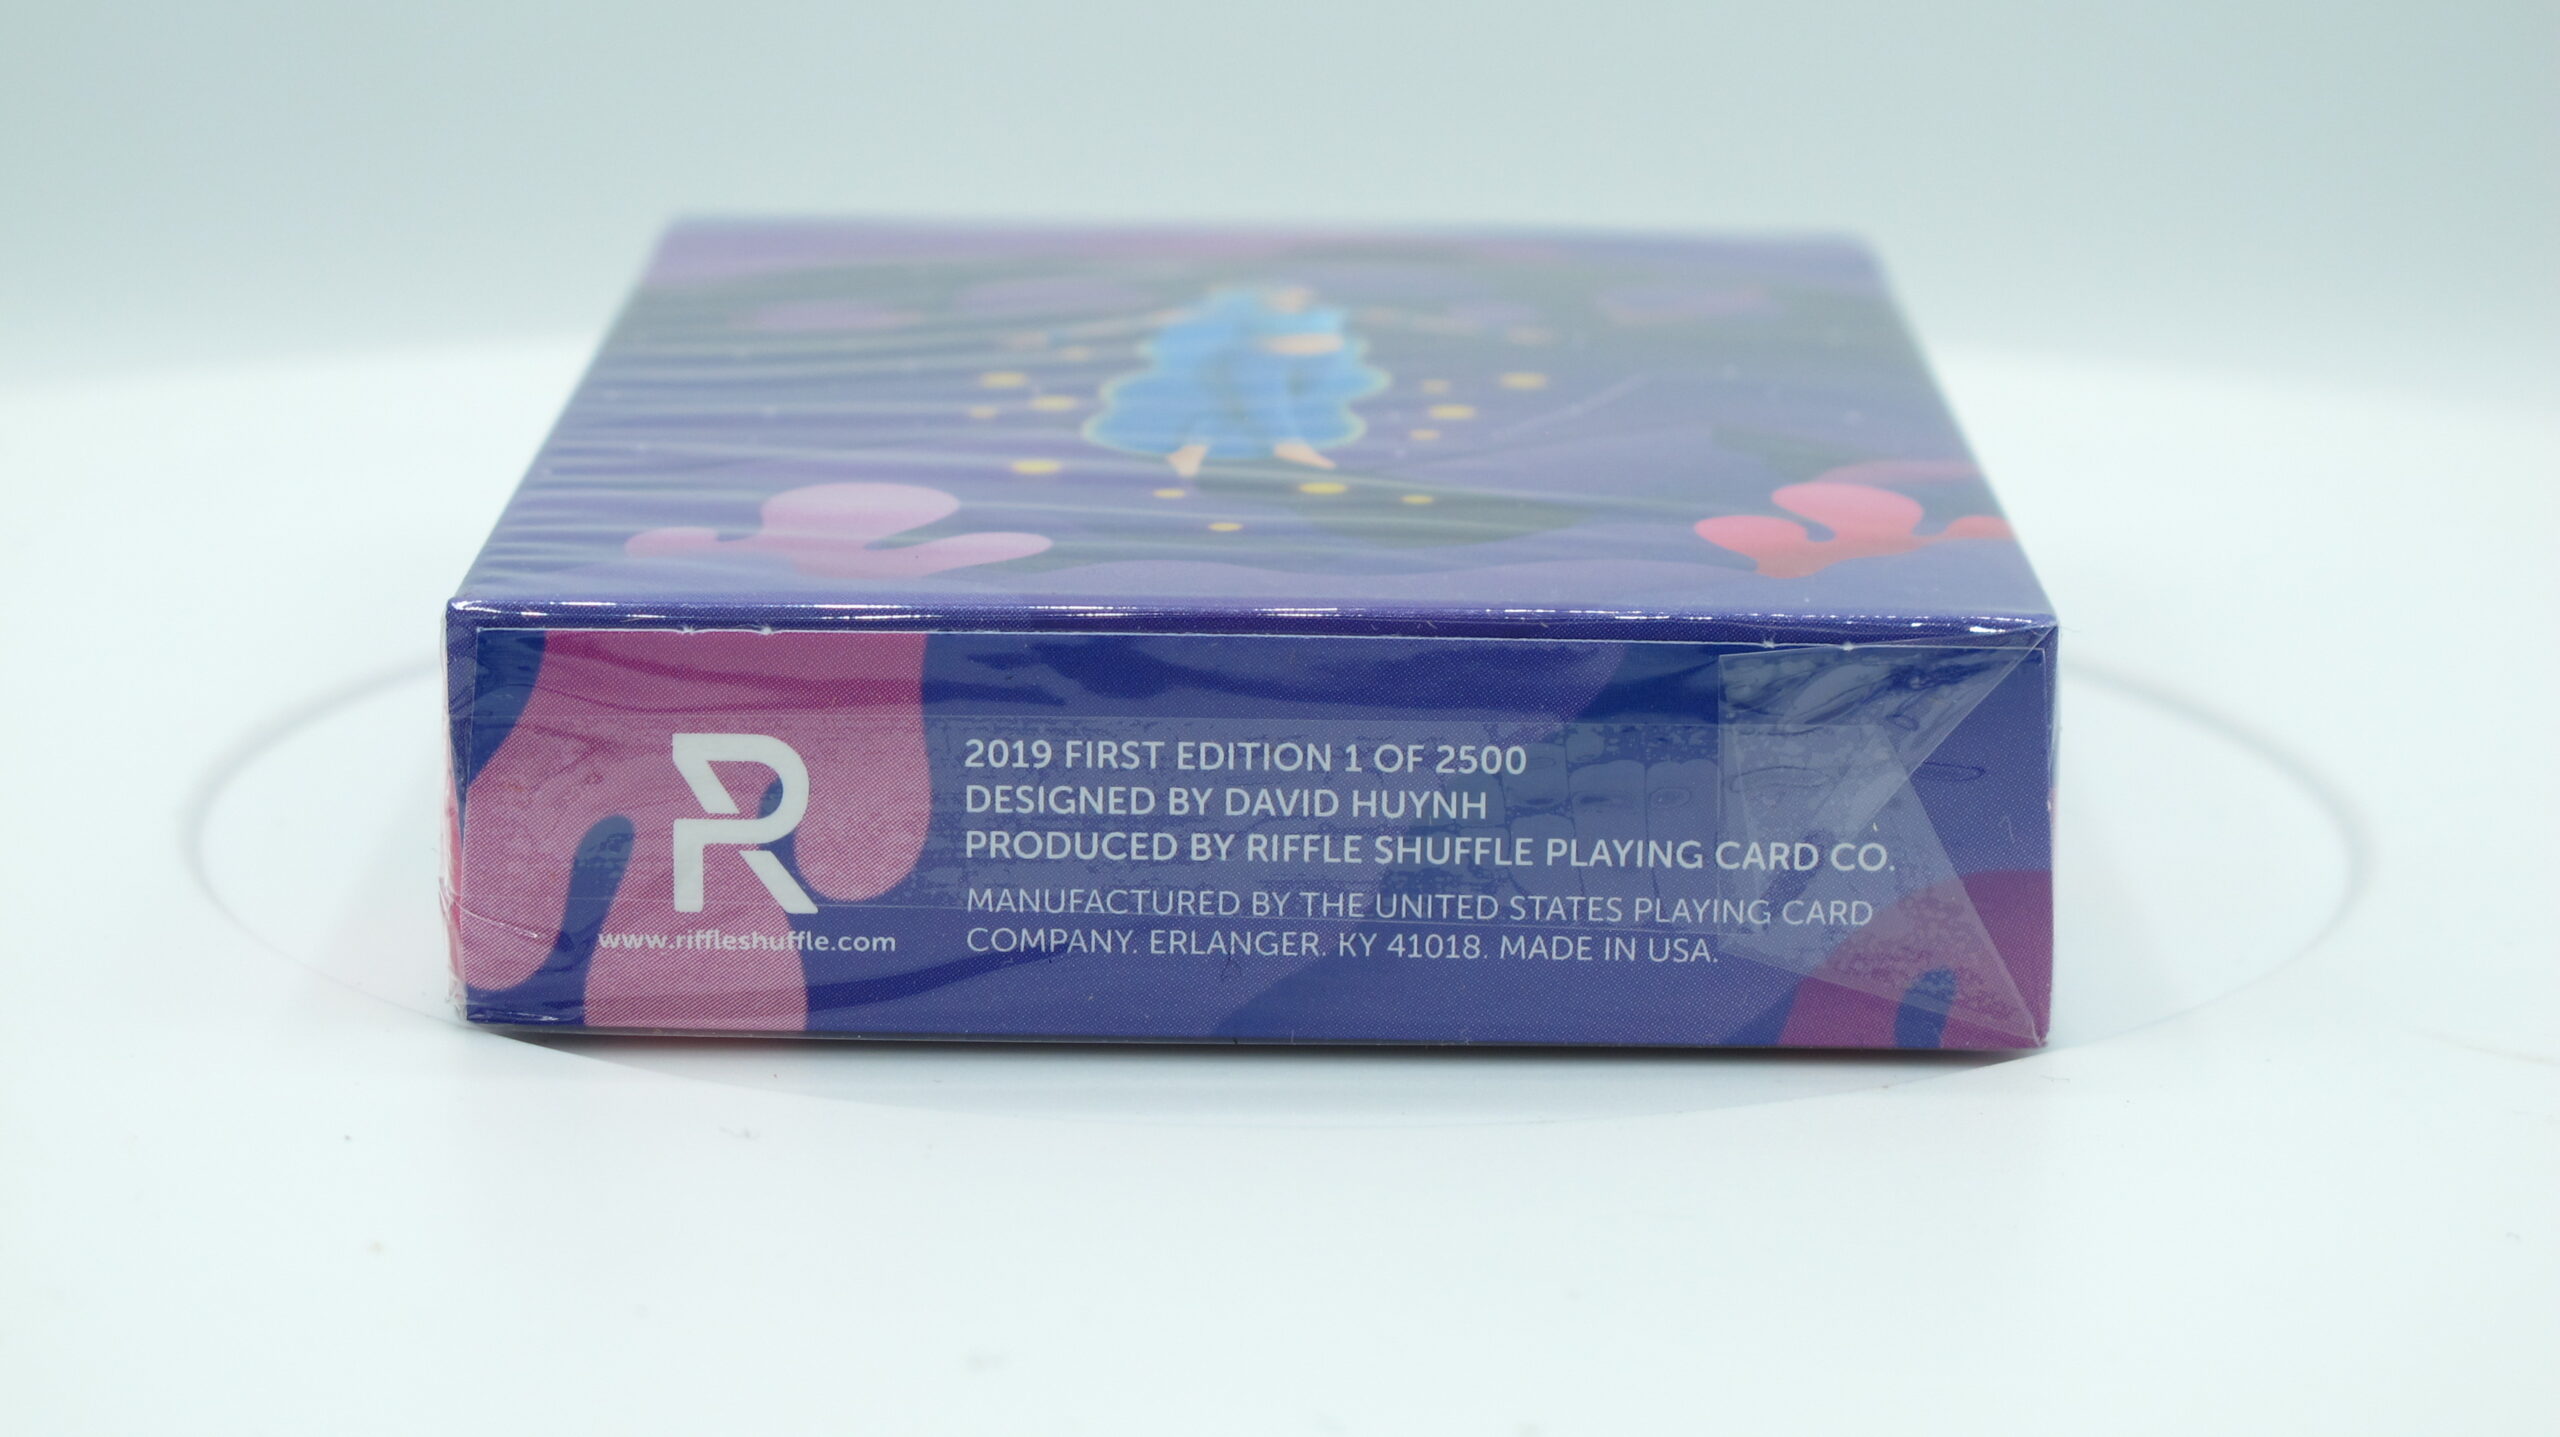 R
www.riffleshuffle.com
2019 FIRST EDITION 1 OF 2500
DESIGNED BY DAVID HUYNH
PRODUCED BY RIFFLE SHUFFLE PLAYING CARD CO.
MANUFACTURED BY THE UNITED STATES PLAYING CARD
COMPANY. ERLANGER. KY 41018. MADE IN USA.